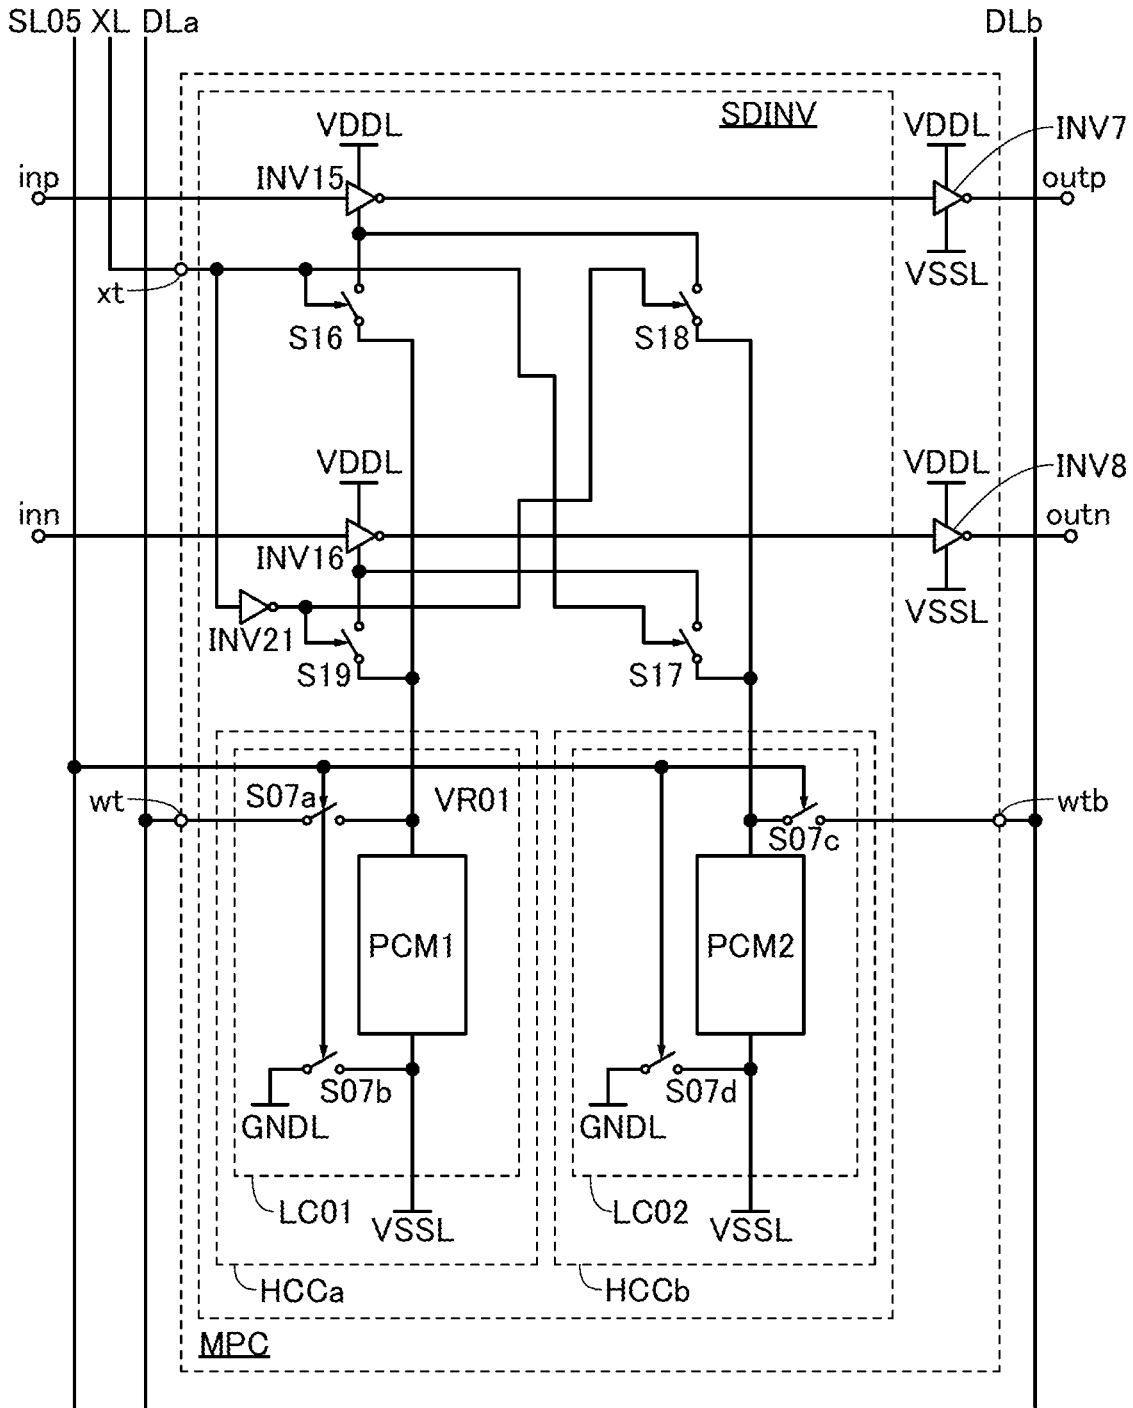 SL05 XL DLa DLb
SDINV
VDDL VDDL INV7
inp INV15 outp
VSSL
xt
S16 S18
VDDL VDDL INV8
inn outn
INV16
VSSL
INV21
S19 S17
wt S07a VR01 wtb
S07c
PCM1 PCM2
S07b S07d
GNDL GNDL
LC01 VSSL LC02 VSSL
HCCa HCCb
MPC